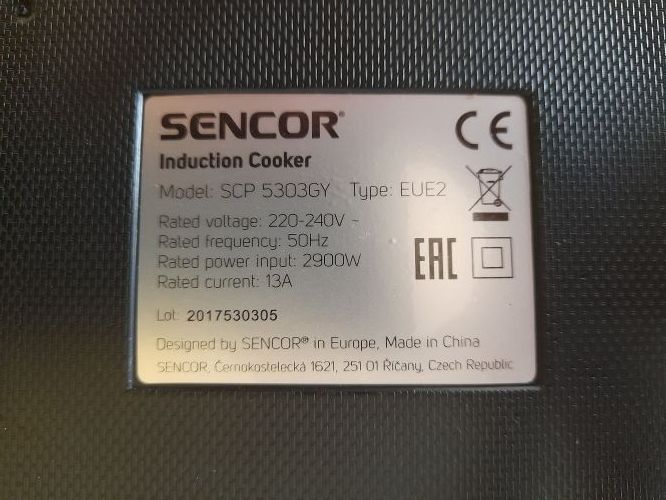 SENCOR®
CE
Induction Cooker
Model: SCP 5303GY Type: EUE2
Rated voltage: 220-240V ~
Rated frequency: 50Hz
Rated power input: 2900W
Rated current: 13A
EAC
Lot: 2017530305
Designed by SENCOR® in Europe, Made in China
SENCOR, Černokostelecká 1621, 251 01 Říčany, Czech Republic